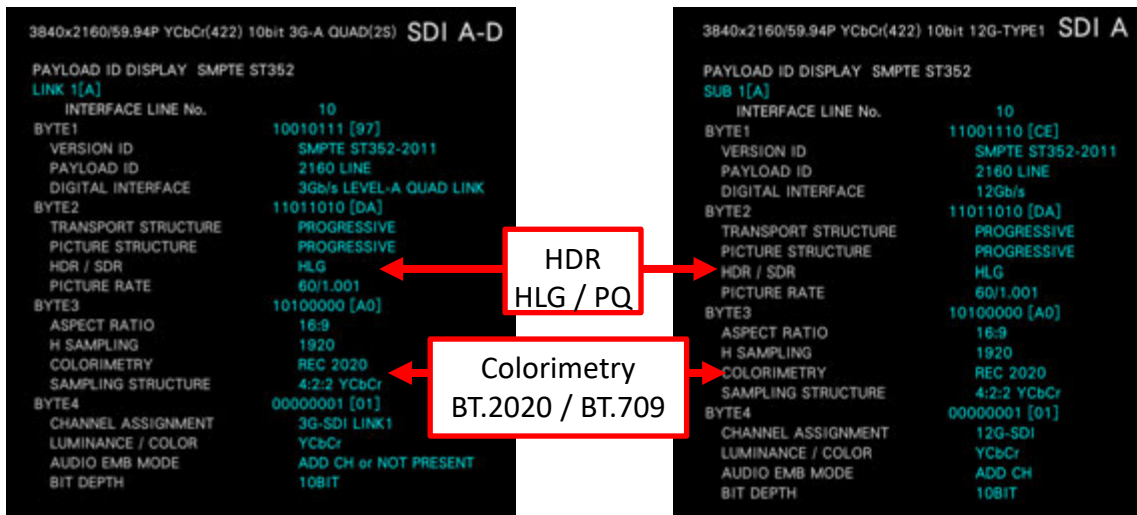 3840x2160/59.94P YCbCr(422) 10bit 3G-A QUAD(2S) SDI A-D
PAYLOAD ID DISPLAY SMPTE ST352
LINK 1[A]
INTERFACE LINE No. 10
BYTE1 10010111 [97]
VERSION ID SMPTE ST352-2011
PAYLOAD ID 2160 LINE
DIGITAL INTERFACE 3Gb/s LEVEL-A QUAD LINK
BYTE2 11011010 [DA]
TRANSPORT STRUCTURE PROGRESSIVE
PICTURE STRUCTURE PROGRESSIVE
HDR / SDR HLG
PICTURE RATE 60/1.001
BYTE3 10100000 [A0]
ASPECT RATIO 16:9
H SAMPLING 1920
COLORIMETRY REC 2020
SAMPLING STRUCTURE 4:2:2 YCbCr
BYTE4 00000001 [01]
CHANNEL ASSIGNMENT 3G-SDI LINK1
LUMINANCE / COLOR YCbCr
AUDIO EMB MODE ADD CH or NOT PRESENT
BIT DEPTH 10BIT
HDR
HLG / PQ
Colorimetry
BT.2020 / BT.709
3840x2160/59.94P YCbCr(422) 10bit 12G-TYPE1 SDI A
PAYLOAD ID DISPLAY SMPTE ST352
SUB 1[A]
INTERFACE LINE No. 10
BYTE1 11001110 [CE]
VERSION ID SMPTE ST352-2011
PAYLOAD ID 2160 LINE
DIGITAL INTERFACE 12Gb/s
BYTE2 11011010 [DA]
TRANSPORT STRUCTURE PROGRESSIVE
PICTURE STRUCTURE PROGRESSIVE
HDR / SDR HLG
PICTURE RATE 60/1.001
BYTE3 10100000 [A0]
ASPECT RATIO 16:9
H SAMPLING 1920
COLORIMETRY REC 2020
SAMPLING STRUCTURE 4:2:2 YCbCr
BYTE4 00000001 [01]
CHANNEL ASSIGNMENT 12G-SDI
LUMINANCE / COLOR YCbCr
AUDIO EMB MODE ADD CH
BIT DEPTH 10BIT